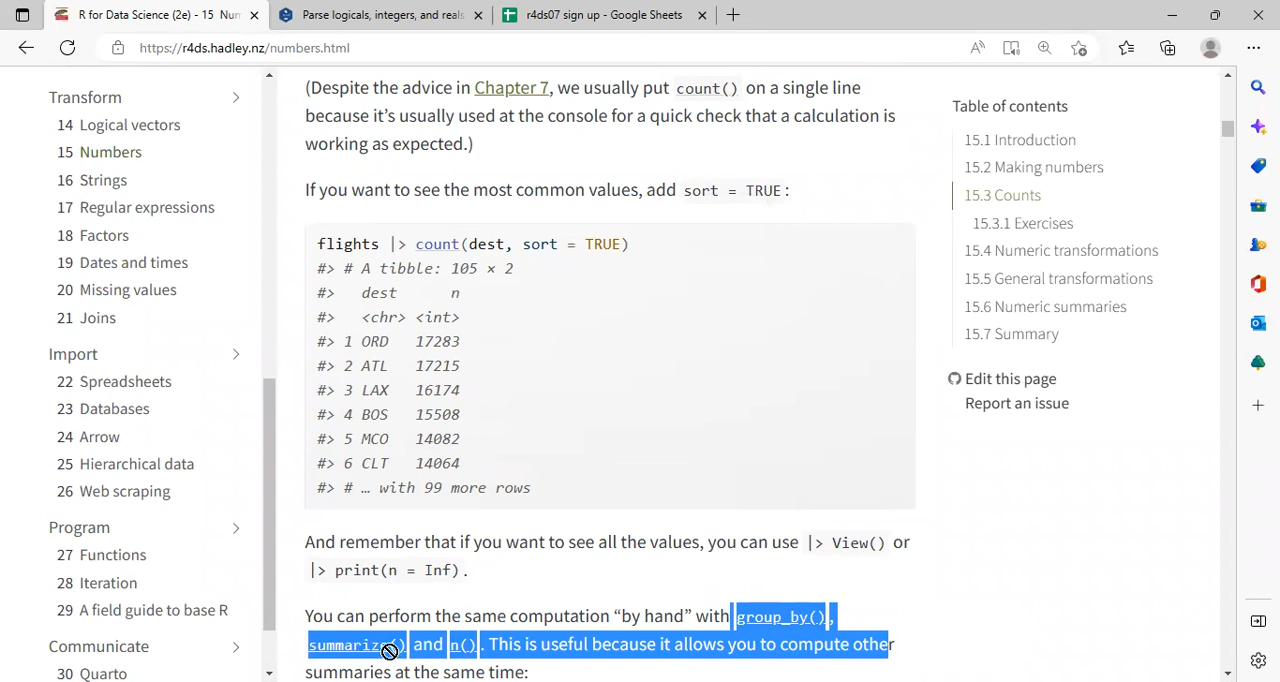 R for Data Science (2e) - 15 Num
Parse logicals, integers, and reals
r4ds07 sign up - Google Sheets
https://r4ds.hadley.nz/numbers.html
Transform
14 Logical vectors
15 Numbers
16 Strings
17 Regular expressions
18 Factors
19 Dates and times
20 Missing values
21 Joins
Import
22 Spreadsheets
23 Databases
24 Arrow
25 Hierarchical data
26 Web scraping
Program
27 Functions
28 Iteration
29 A field guide to base R
Communicate
30 Quarto
(Despite the advice in Chapter 7, we usually put count() on a single line
because it's usually used at the console for a quick check that a calculation is
working as expected.)
If you want to see the most common values, add sort = TRUE:
flights |> count(dest, sort = TRUE)
#> # A tibble: 105 × 2
#> dest n
#> <chr> <int>
#> 1 ORD 17283
#> 2 ATL 17215
#> 3 LAX 16174
#> 4 BOS 15508
#> 5 MCO 14082
#> 6 CLT 14064
#> # … with 99 more rows
And remember that if you want to see all the values, you can use |> View() or
|> print(n = Inf).
You can perform the same computation “by hand” with group_by(),
summarize() and n(). This is useful because it allows you to compute other
summaries at the same time:
Table of contents
15.1 Introduction
15.2 Making numbers
15.3 Counts
15.3.1 Exercises
15.4 Numeric transformations
15.5 General transformations
15.6 Numeric summaries
15.7 Summary
Edit this page
Report an issue